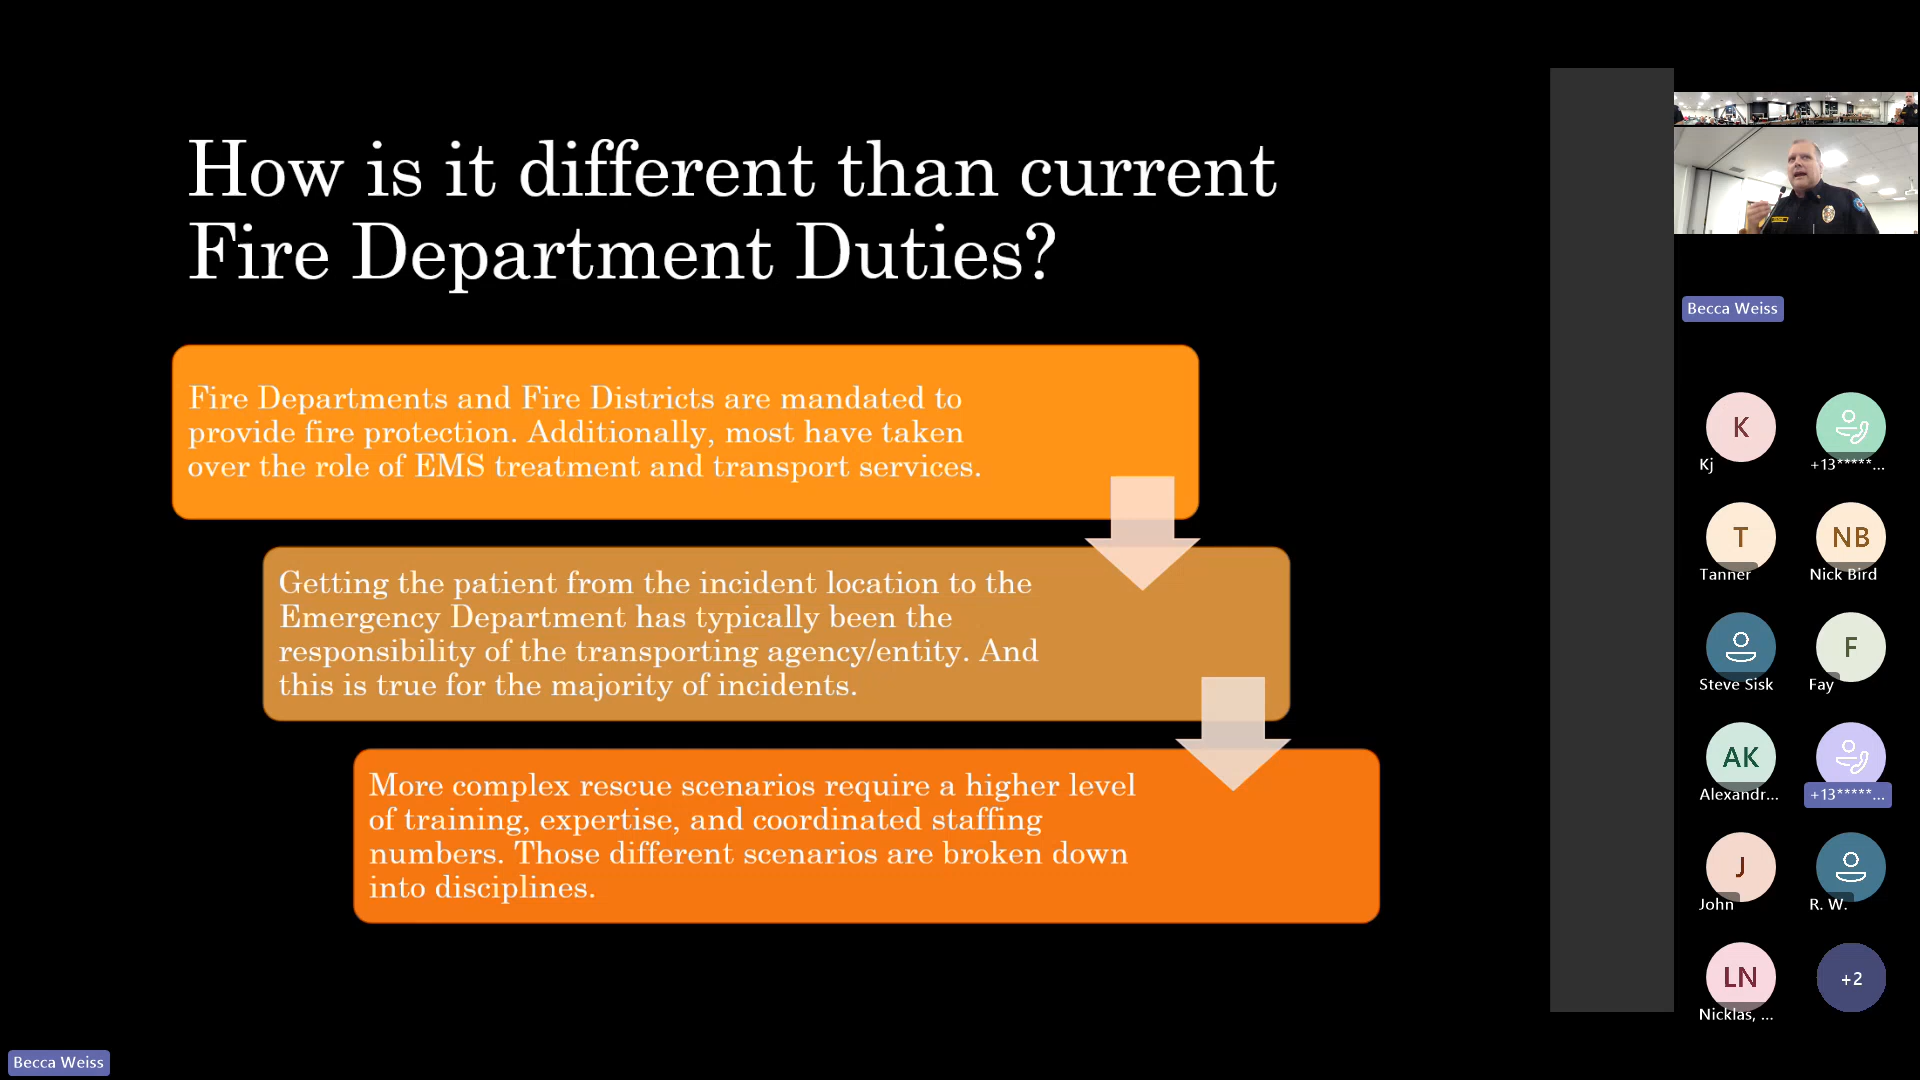 How is it different than current
Fire Department Duties?
Fire Departments and Fire Districts are mandated to
provide fire protection. Additionally, most have taken
over the role of EMS treatment and transport services.
Getting the patient from the incident location to the
Emergency Department has typically been the
responsibility of the transporting agency/entity. And
this is true for the majority of incidents.
More complex rescue scenarios require a higher level
of training, expertise, and coordinated staffing
numbers. Those different scenarios are broken down
into disciplines.
Becca Weiss
Becca Weiss
K
Kj
+13*****...
T
Tanner
NB
Nick Bird
Steve Sisk
F
Fay
AK
Alexandr...
+13*****...
J
John
R. W.
LN
Nicklas, ...
+2